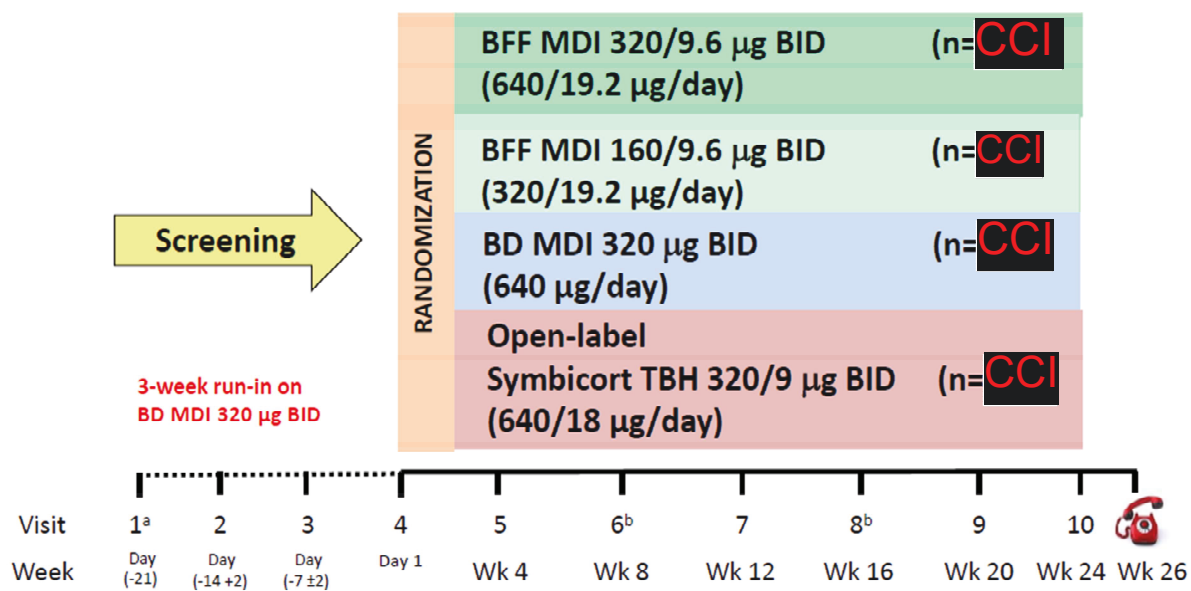 BFF MDI 320/9.6 µg BID (n=CCI
(640/19.2 µg/day)
BFF MDI 160/9.6 µg BID (n=CCI
(320/19.2 µg/day)
BD MDI 320 µg BID (n=CCI
(640 µg/day)
Open-label
Symbicort TBH 320/9 µg BID (n=CCI
(640/18 µg/day)
RANDOMIZATION
Screening
3-week run-in on
BD MDI 320 µg BID
Visit 1ᵃ 2 3 4 5 6ᵇ 7 8ᵇ 9 10
Week Day (-21) Day (-14 +2) Day (-7 ±2) Day 1 Wk 4 Wk 8 Wk 12 Wk 16 Wk 20 Wk 24 Wk 26